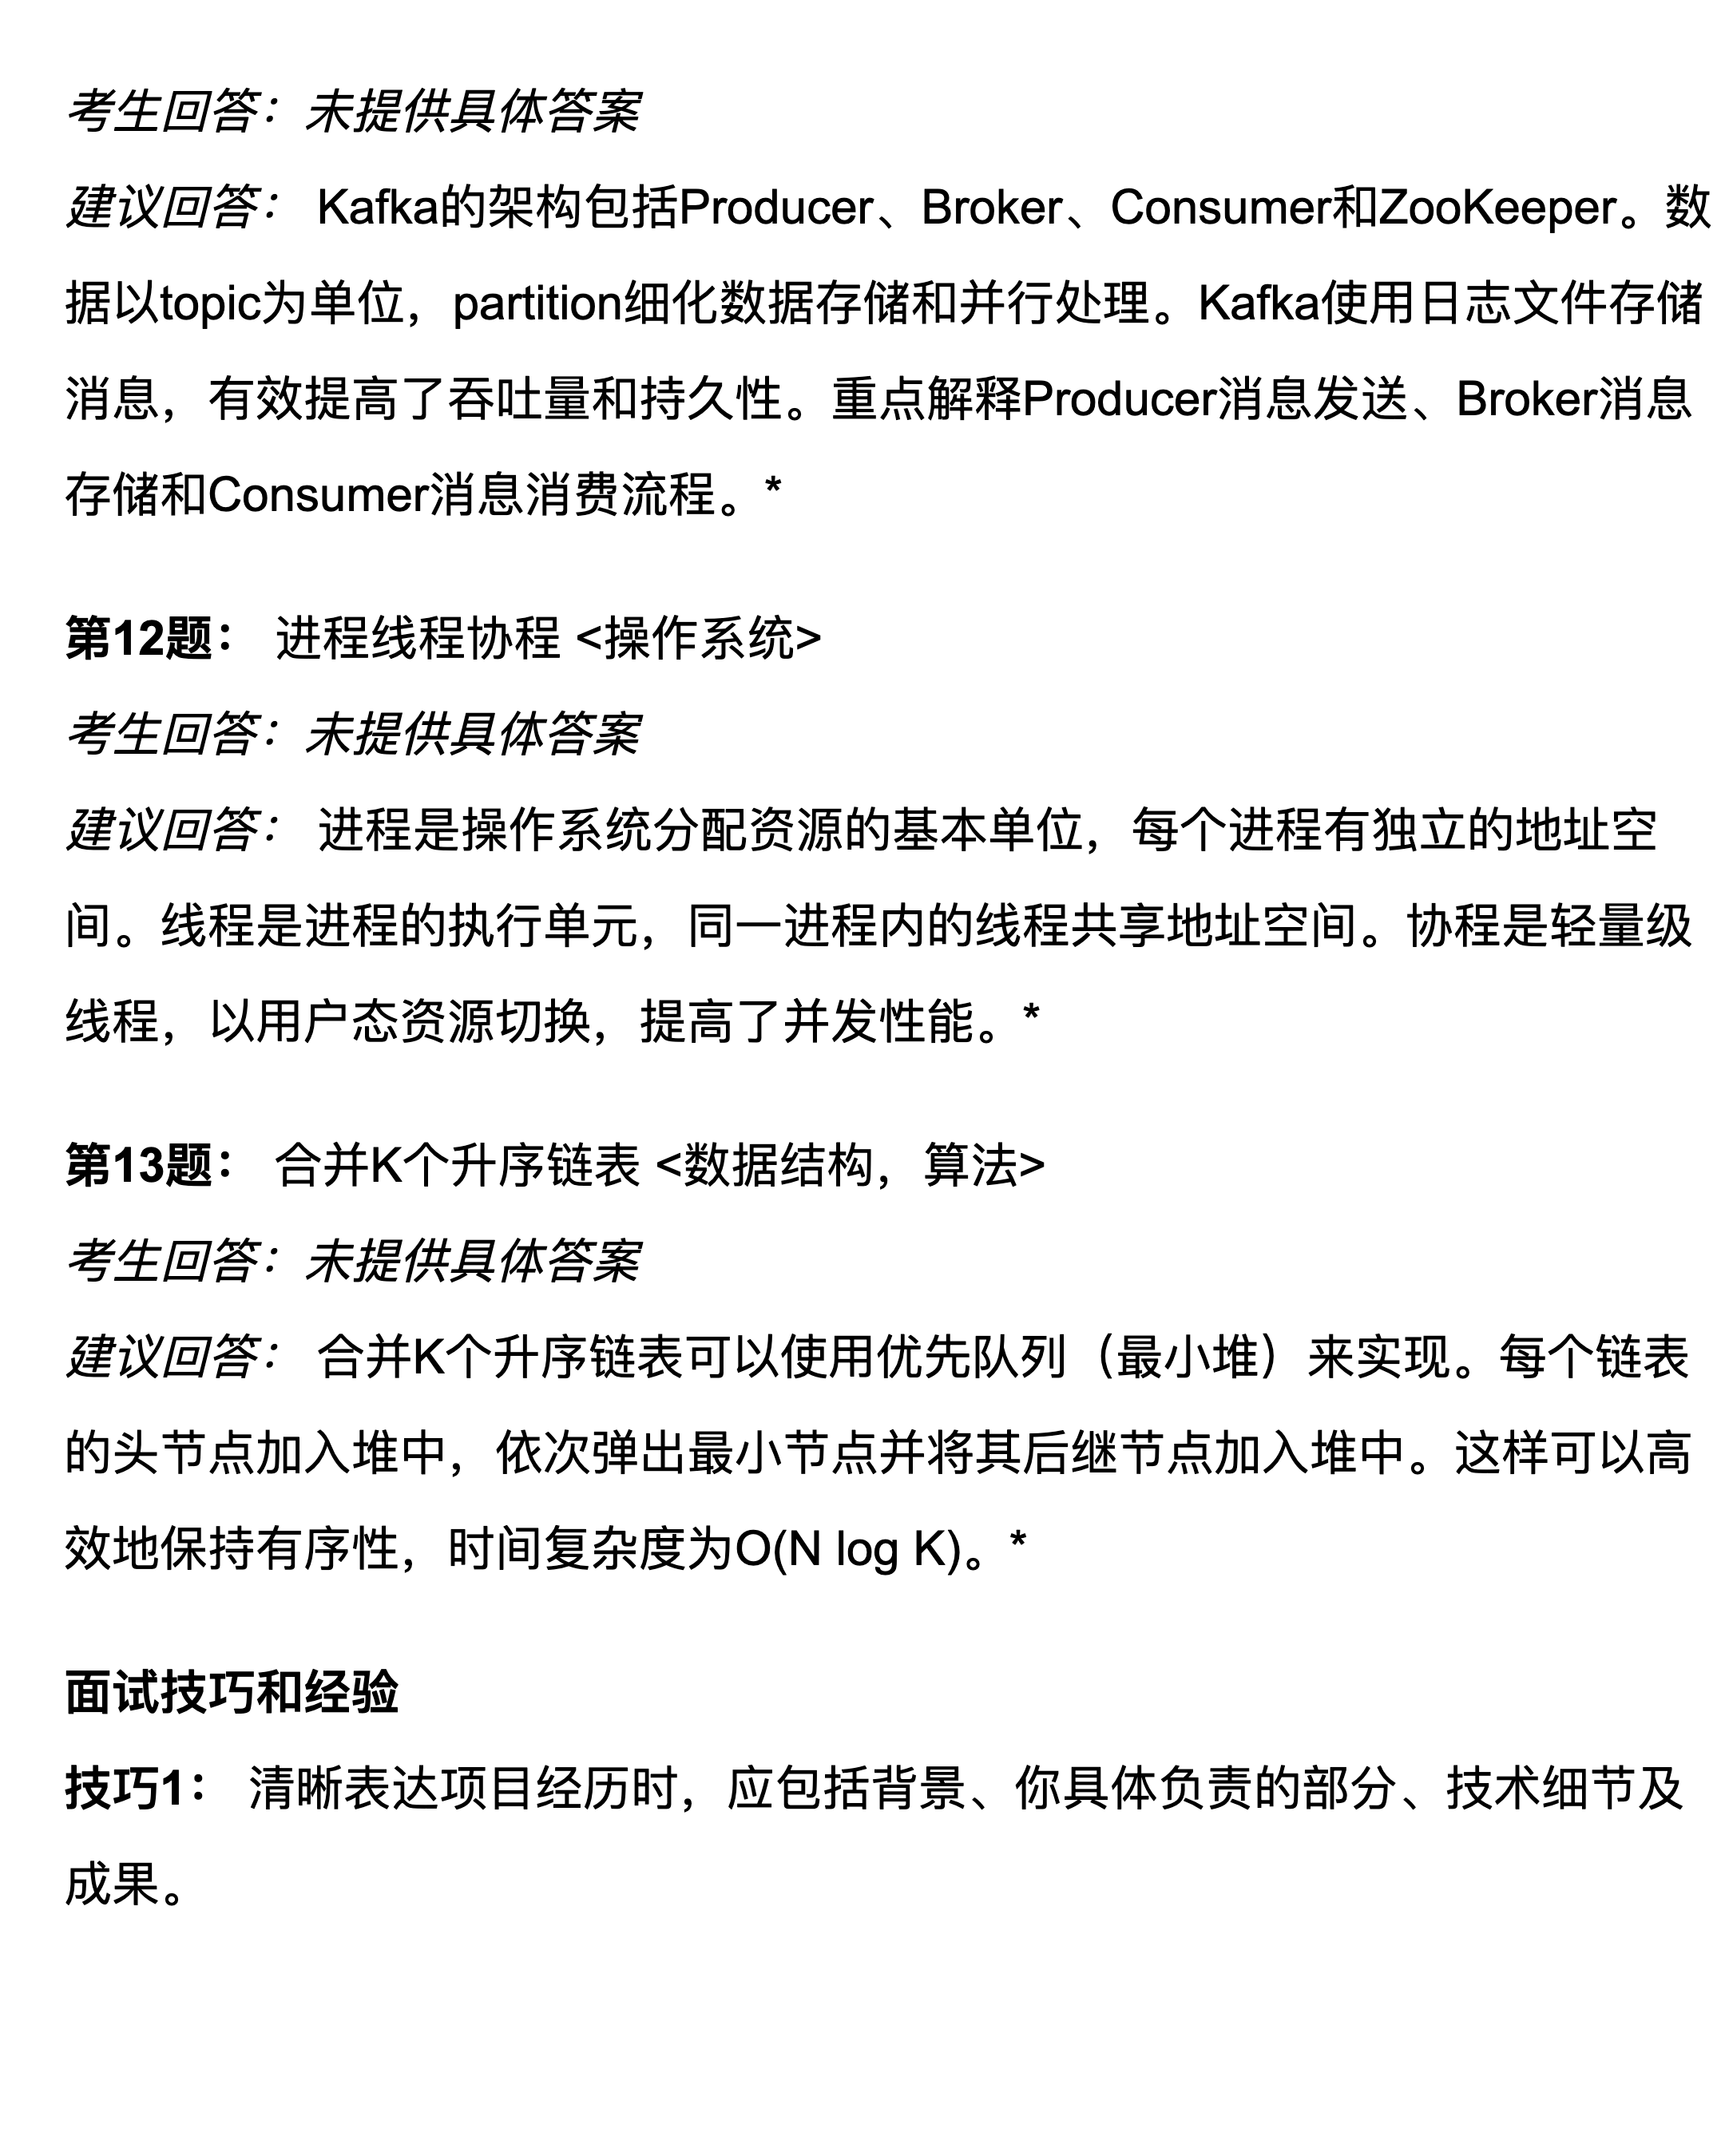 考生回答：未提供具体答案
建议回答： Kafka的架构包括Producer、Broker、Consumer和ZooKeeper。数
据以topic为单位，partition细化数据存储和并行处理。Kafka使用日志文件存储
消息，有效提高了吞吐量和持久性。重点解释Producer消息发送、Broker消息
存储和Consumer消息消费流程。*
第12题： 进程线程协程 <操作系统>
考生回答：未提供具体答案
建议回答： 进程是操作系统分配资源的基本单位，每个进程有独立的地址空
间。线程是进程的执行单元，同一进程内的线程共享地址空间。协程是轻量级
线程，以用户态资源切换，提高了并发性能。*
第13题： 合并K个升序链表 <数据结构，算法>
考生回答：未提供具体答案
建议回答： 合并K个升序链表可以使用优先队列（最小堆）来实现。每个链表
的头节点加入堆中，依次弹出最小节点并将其后继节点加入堆中。这样可以高
效地保持有序性，时间复杂度为O(N log K)。*
面试技巧和经验
技巧1： 清晰表达项目经历时，应包括背景、你具体负责的部分、技术细节及
成果。